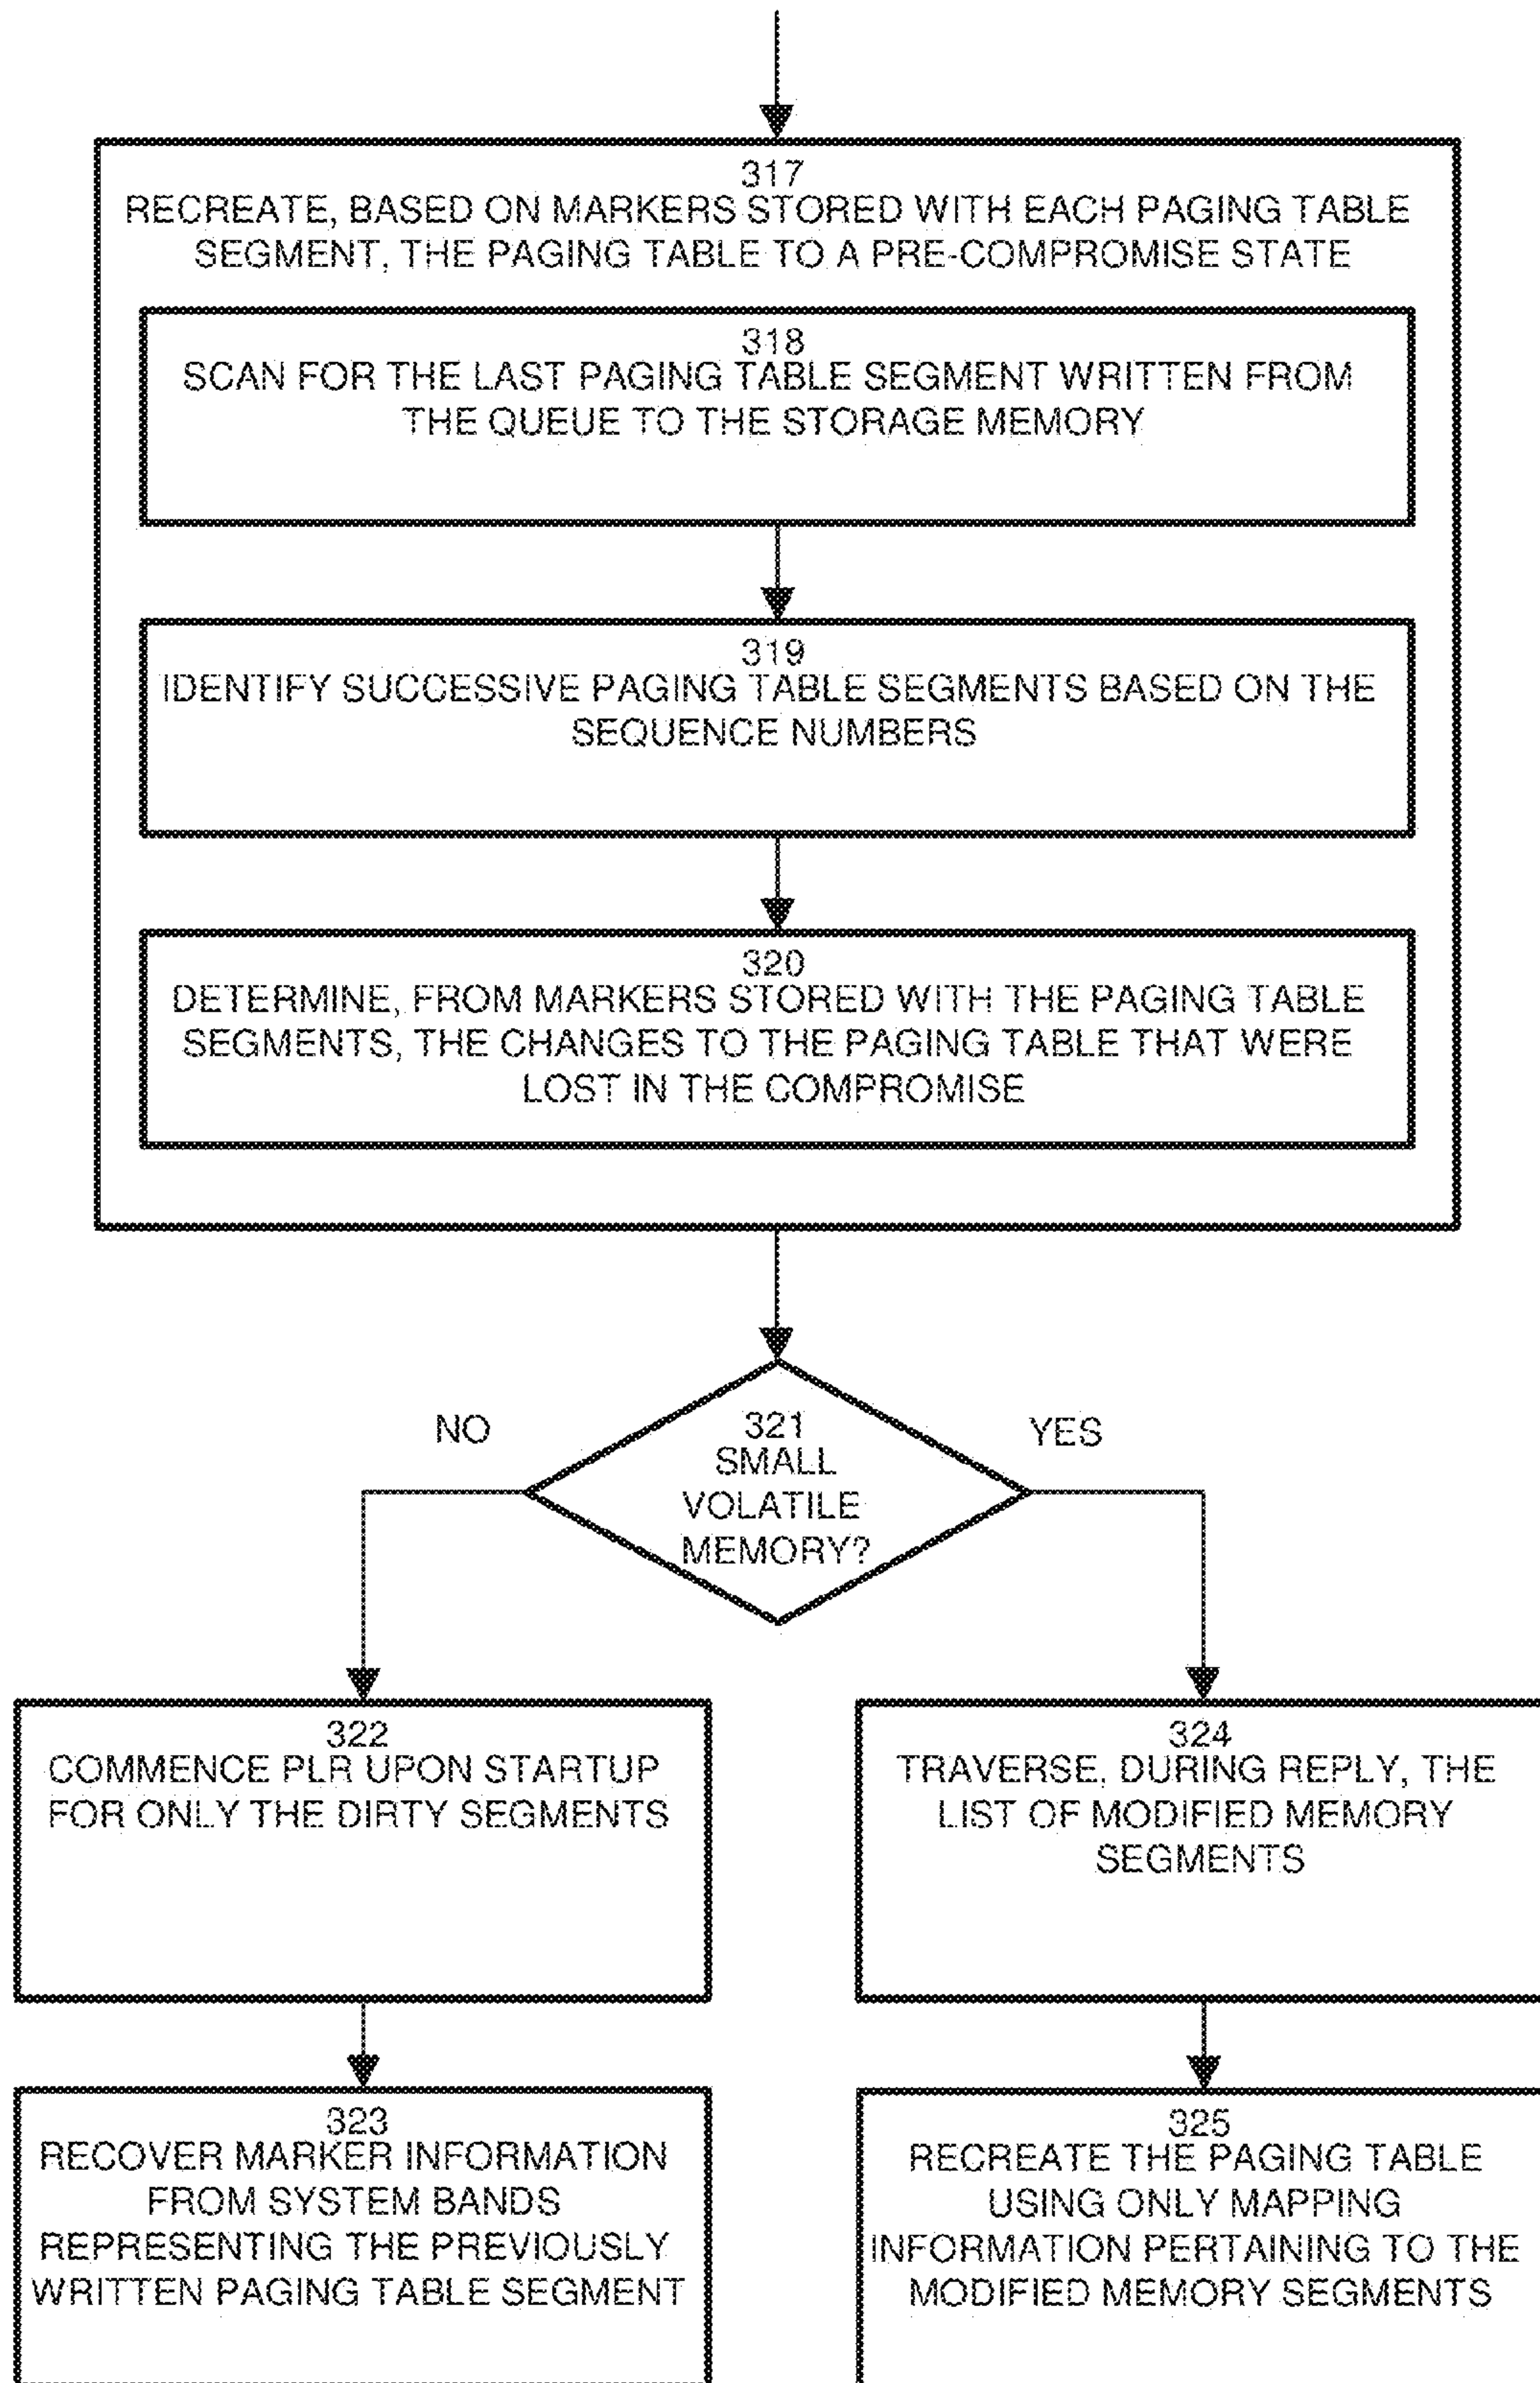 317
RECREATE, BASED ON MARKERS STORED WITH EACH PAGING TABLE
SEGMENT, THE PAGING TABLE TO A PRE-COMPROMISE STATE
318
SCAN FOR THE LAST PAGING TABLE SEGMENT WRITTEN FROM
THE QUEUE TO THE STORAGE MEMORY
319
IDENTIFY SUCCESSIVE PAGING TABLE SEGMENTS BASED ON THE
SEQUENCE NUMBERS
320
DETERMINE, FROM MARKERS STORED WITH THE PAGING TABLE
SEGMENTS, THE CHANGES TO THE PAGING TABLE THAT WERE
LOST IN THE COMPROMISE
NO
321
SMALL
VOLATILE
MEMORY?
YES
322
COMMENCE PLR UPON STARTUP
FOR ONLY THE DIRTY SEGMENTS
324
TRAVERSE, DURING REPLY, THE
LIST OF MODIFIED MEMORY
SEGMENTS
323
RECOVER MARKER INFORMATION
FROM SYSTEM BANDS
REPRESENTING THE PREVIOUSLY
WRITTEN PAGING TABLE SEGMENT
325
RECREATE THE PAGING TABLE
USING ONLY MAPPING
INFORMATION PERTAINING TO THE
MODIFIED MEMORY SEGMENTS